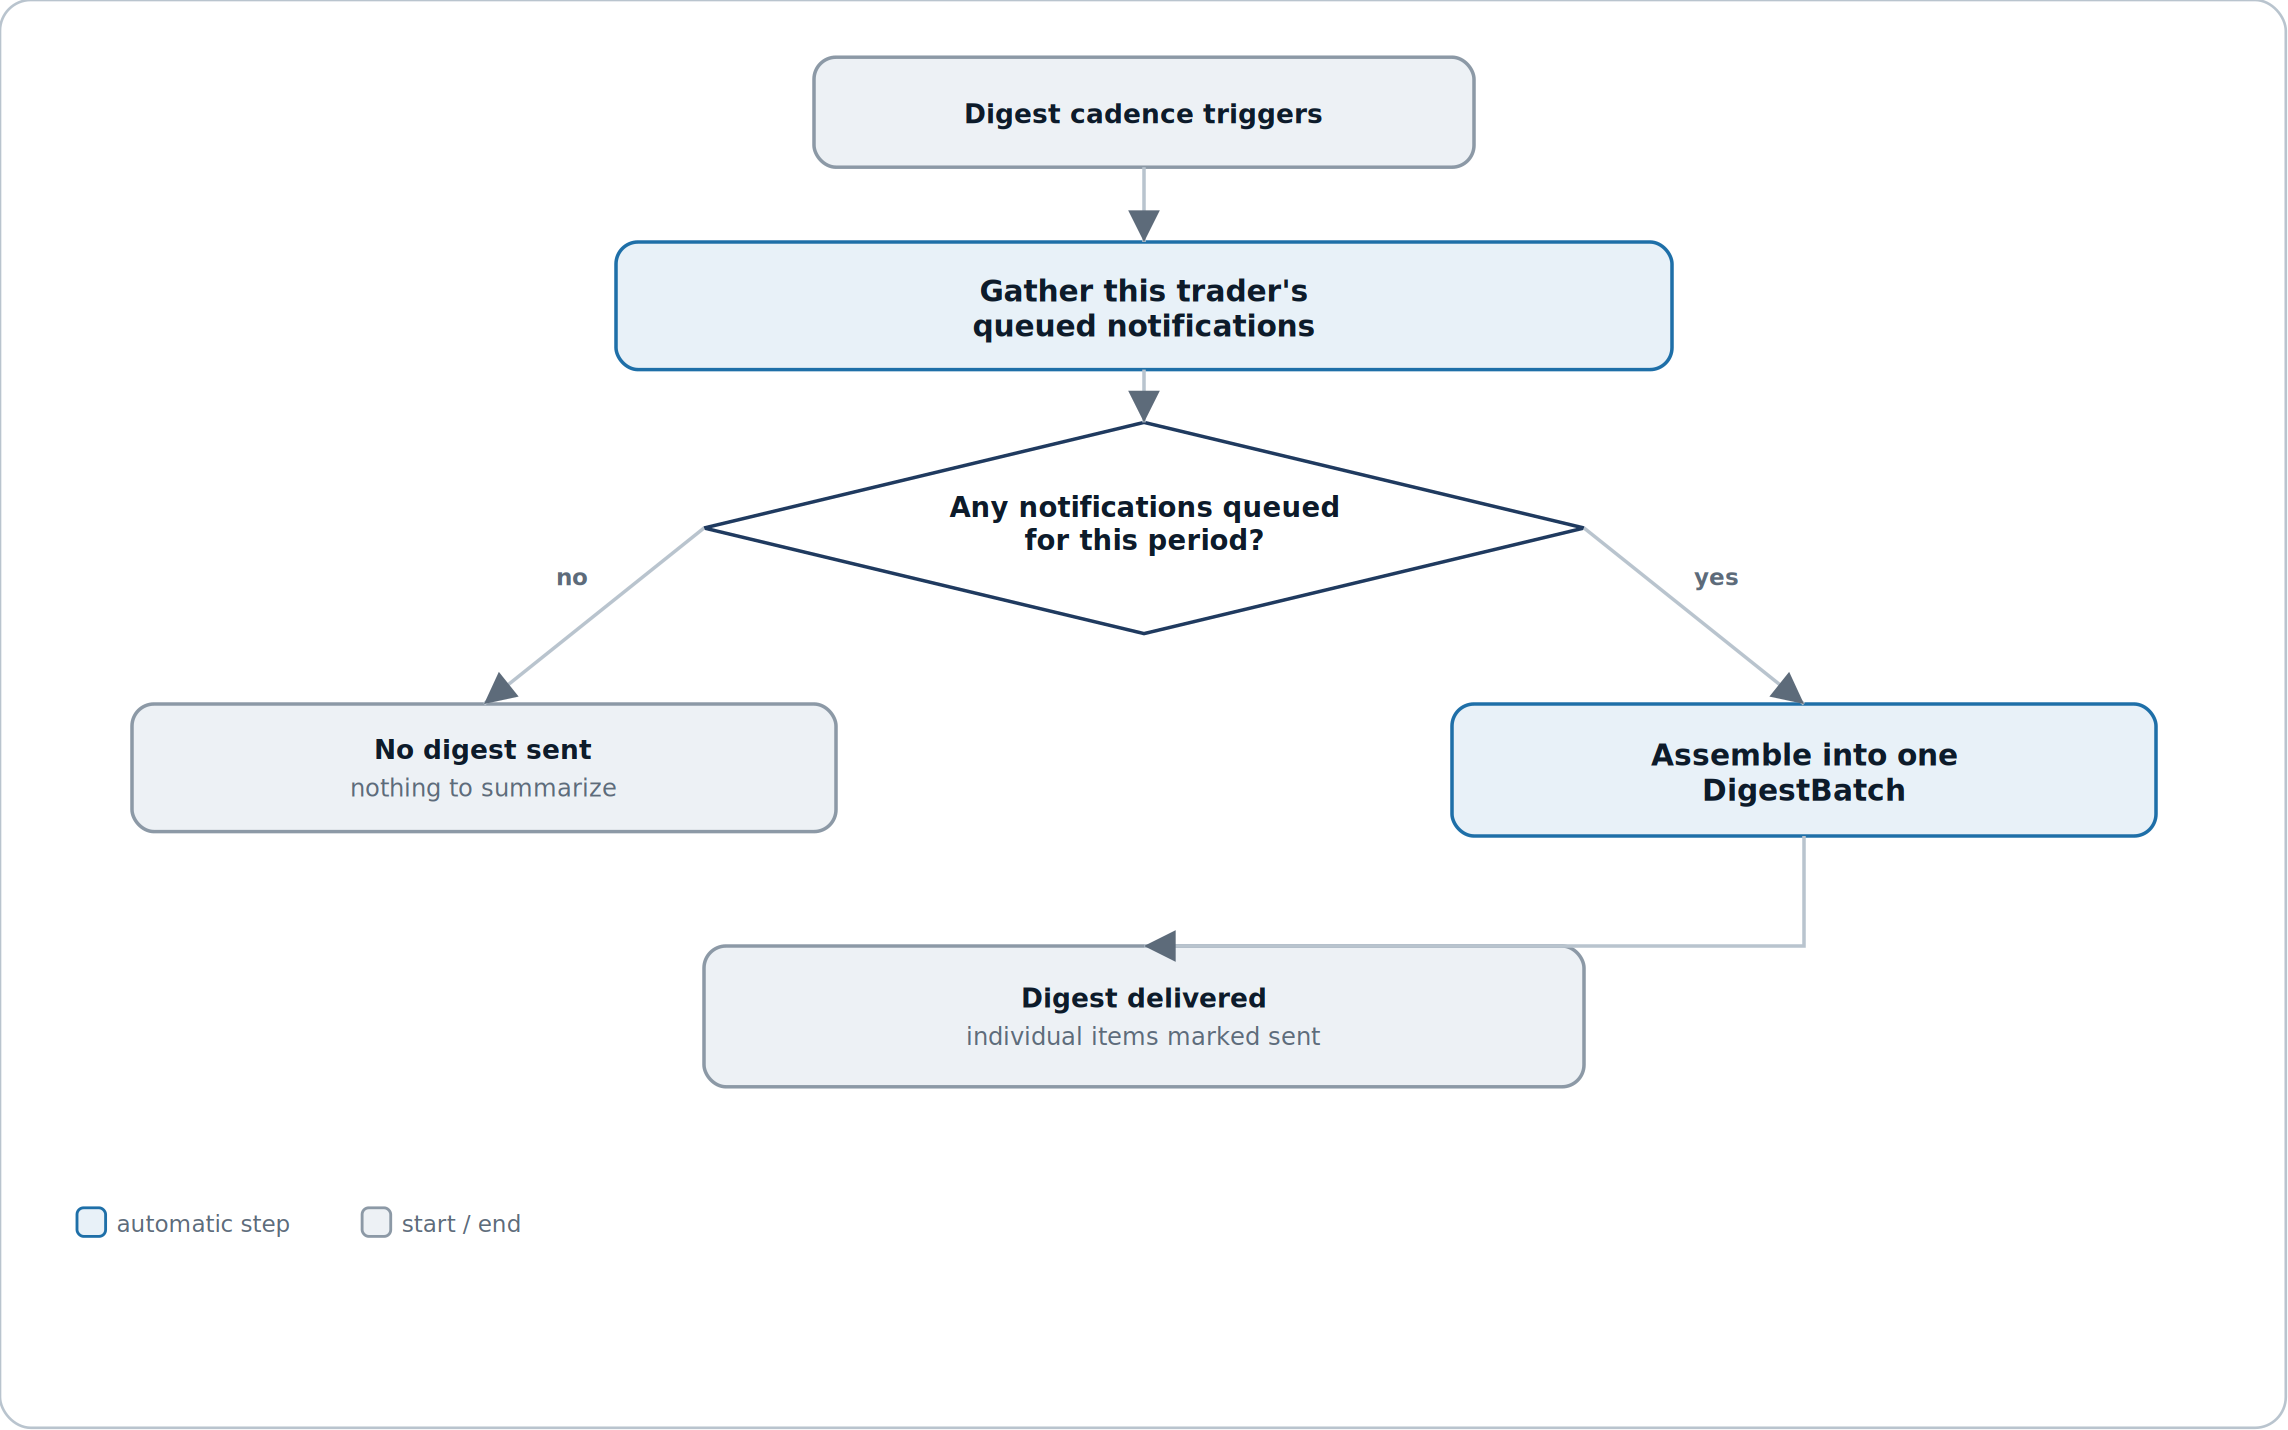 Digest cadence triggers
Gather this trader's
queued notifications
Any notifications queued
for this period?
no
yes
No digest sent
nothing to summarize
Assemble into one
DigestBatch
Digest delivered
individual items marked sent
automatic step
start / end